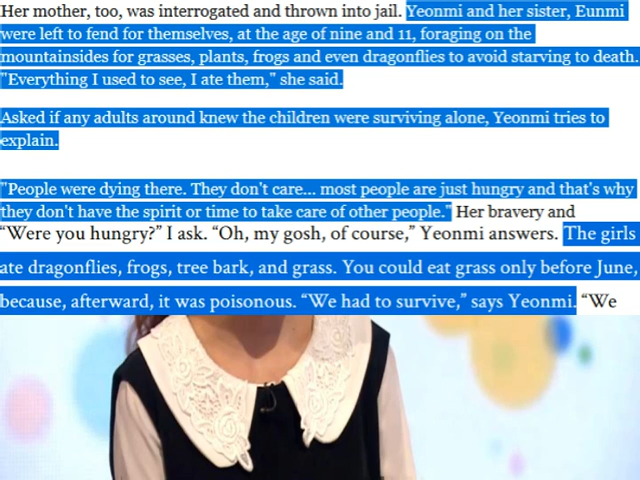 Her mother, too, was interrogated and thrown into jail. Yeonmi and her sister, Eunmi
were left to fend for themselves, at the age of nine and 11, foraging on the
mountainsides for grasses, plants, frogs and even dragonflies to avoid starving to death.
"Everything I used to see, I ate them," she said.
Asked if any adults around knew the children were surviving alone, Yeonmi tries to
explain.
"People were dying there. They don't care... most people are just hungry and that's why
they don't have the spirit or time to take care of other people." Her bravery and
“Were you hungry?” I ask. “Oh, my gosh, of course,” Yeonmi answers. The girls
ate dragonflies, frogs, tree bark, and grass. You could eat grass only before June,
because, afterward, it was poisonous. “We had to survive,” says Yeonmi. “We